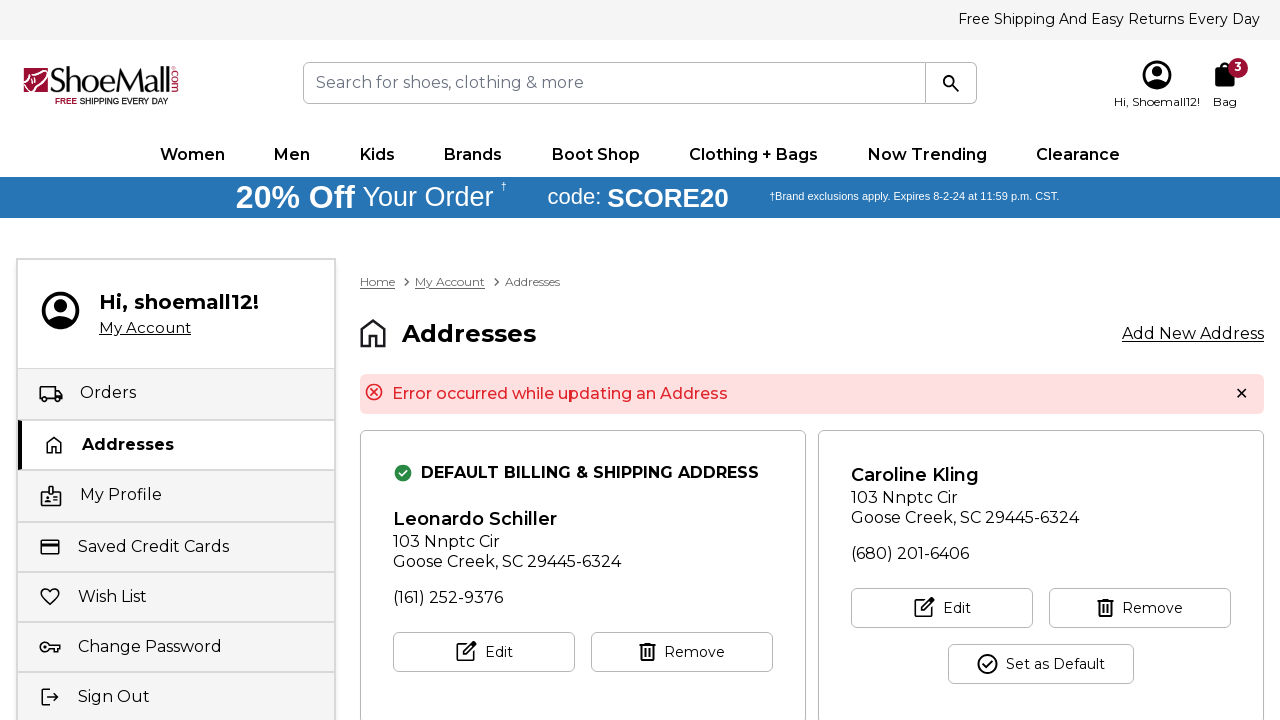 Free Shipping And Easy Returns Every Day
ShoeMall.com
FREE SHIPPING EVERY DAY
Search for shoes, clothing & more
3
Hi, Shoemall12!
Bag
Women
Men
Kids
Brands
Boot Shop
Clothing + Bags
Now Trending
Clearance
20% Off Your Order †
code: SCORE20
†Brand exclusions apply. Expires 8-2-24 at 11:59 p.m. CST.
Hi, shoemall12!
My Account
Orders
Addresses
My Profile
Saved Credit Cards
Wish List
Change Password
Sign Out
Home
My Account
Addresses
Addresses
Add New Address
Error occurred while updating an Address
DEFAULT BILLING & SHIPPING ADDRESS
Leonardo Schiller
103 Nnptc Cir
Goose Creek, SC 29445-6324
(161) 252-9376
Edit
Remove
Caroline Kling
103 Nnptc Cir
Goose Creek, SC 29445-6324
(680) 201-6406
Edit
Remove
Set as Default